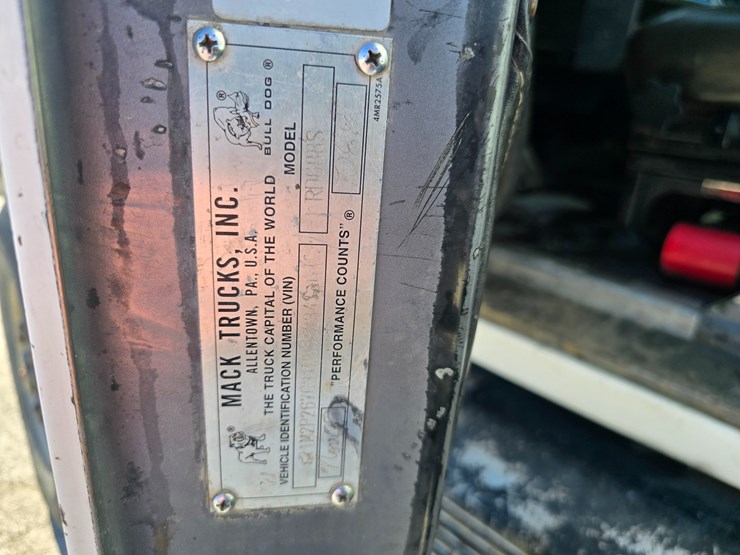 MACK TRUCKS, INC.
ALLENTOWN, PA., U.S.A.
THE TRUCK CAPITAL OF THE WORLD
BULL DOG ®
®
VEHICLE IDENTIFICATION NUMBER (VIN)
MODEL
PERFORMANCE COUNTS" ®
4MR2575A